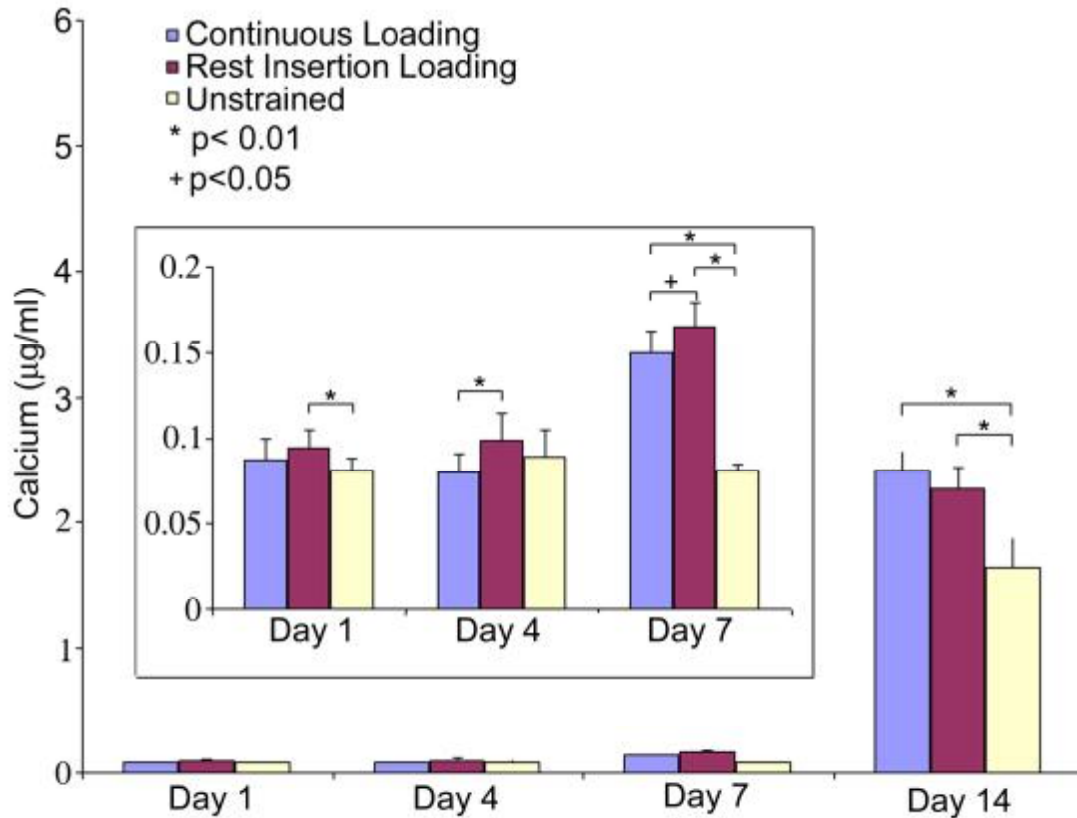 Continuous Loading
Rest Insertion Loading
Unstrained
* p< 0.01
+ p<0.05
Calcium (µg/ml)
6
5
4
3
2
1
0
0.2
0.15
0.1
0.05
0
*
*
+
*
*
*
*
Day 1 Day 4 Day 7
Day 1 Day 4 Day 7 Day 14